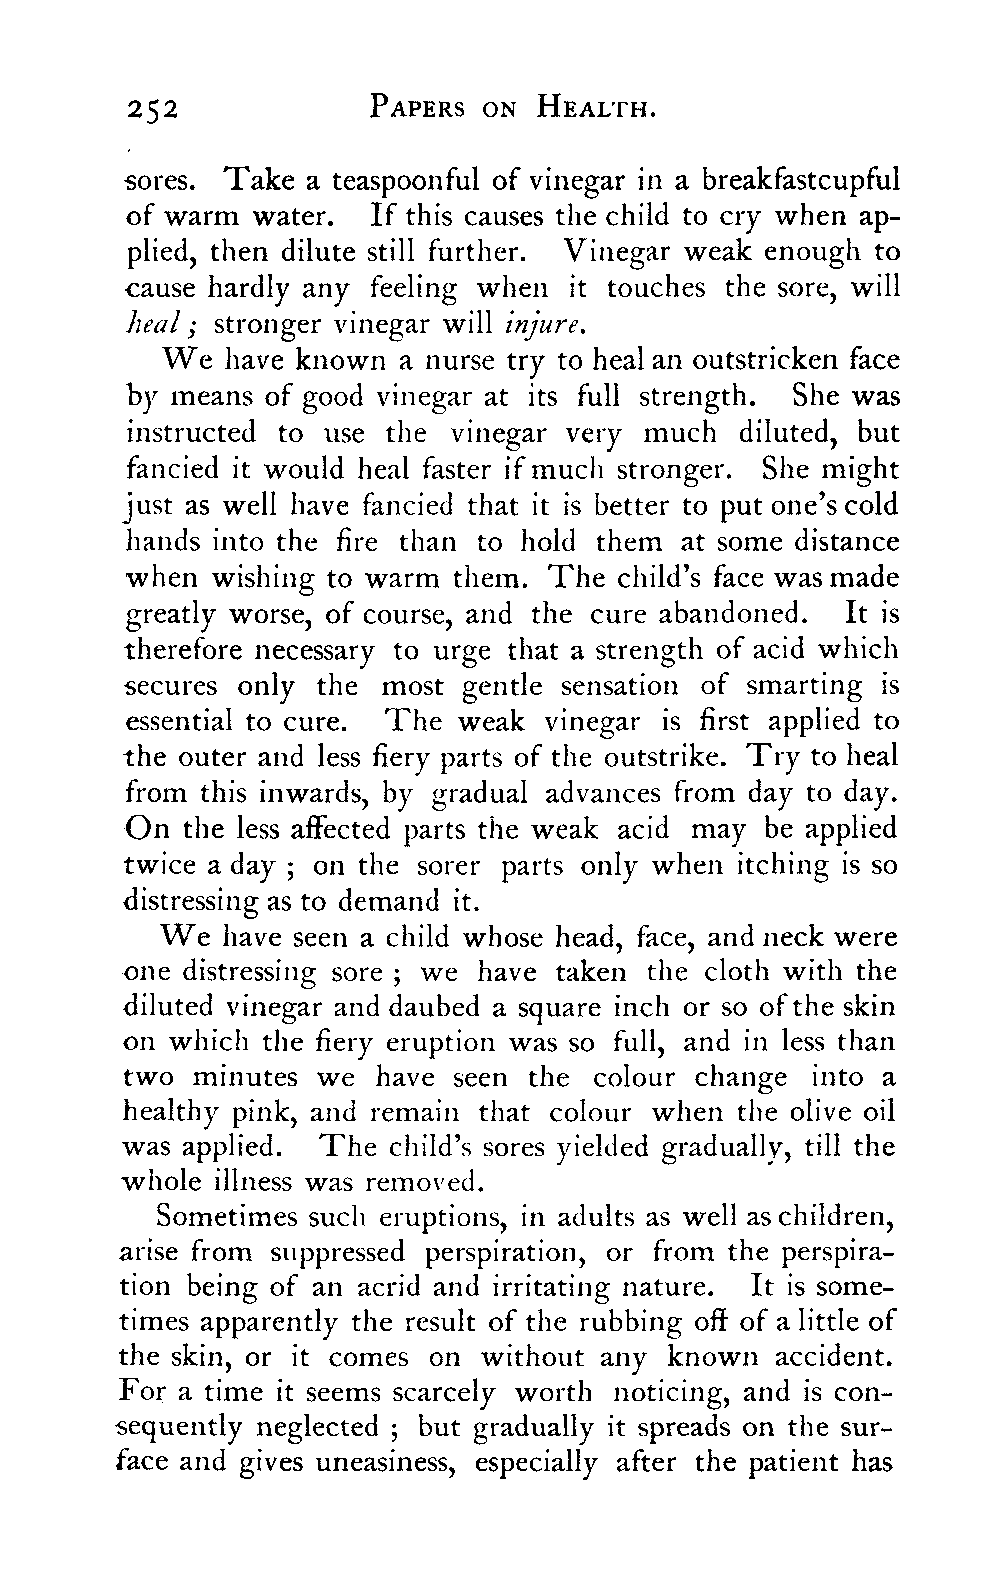 252 PAPERS ON HEALTH.
sores. Take a teaspoonful of vinegar in a breakfastcupful
of warm water. If this causes the child to cry when ap-
plied, then dilute still further. Vinegar weak enough to
cause hardly any feeling when it touches the sore, will
heal ; stronger vinegar will injure.
We have known a nurse try to heal an outstricken face
by means of good vinegar at its full strength. She was
instructed to use the vinegar very much diluted, but
fancied it would heal faster if much stronger. She might
just as well have fancied that it is better to put one's cold
hands into the fire than to hold them at some distance
when wishing to warm them. The child's face was made
greatly worse, of course, and the cure abandoned. It is
therefore necessary to urge that a strength of acid which
secures only the most gentle sensation of smarting is
essential to cure. The weak vinegar is first applied to
the outer and less fiery parts of the outstrike. Try to heal
from this inwards, by gradual advances from day to day.
On the less affected parts the weak acid may be applied
twice a day ; on the sorer parts only when itching is so
distressing as to demand it.
We have seen a child whose head, face, and neck were
one distressing sore ; we have taken the cloth with the
diluted vinegar and daubed a square inch or so of the skin
on which the fiery eruption was so full, and in less than
two minutes we have seen the colour change into a
healthy pink, and remain that colour when the olive oil
was applied. The child's sores yielded gradually, till the
whole illness was removed.
Sometimes such eruptions, in adults as well as children,
arise from suppressed perspiration, or from the perspira-
tion being of an acrid and irritating nature. It is some-
times apparently the result of the rubbing off of a little of
the skin, or it comes on without any known accident.
For a time it seems scarcely worth noticing, and is con-
sequently neglected ; but gradually it spreads on the sur-
face and gives uneasiness, especially after the patient has